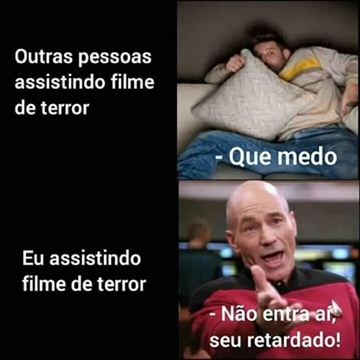 Outras pessoas
assistindo filme
de terror
- Que medo
Eu assistindo
filme de terror
- Não entra aí,
seu retardado!